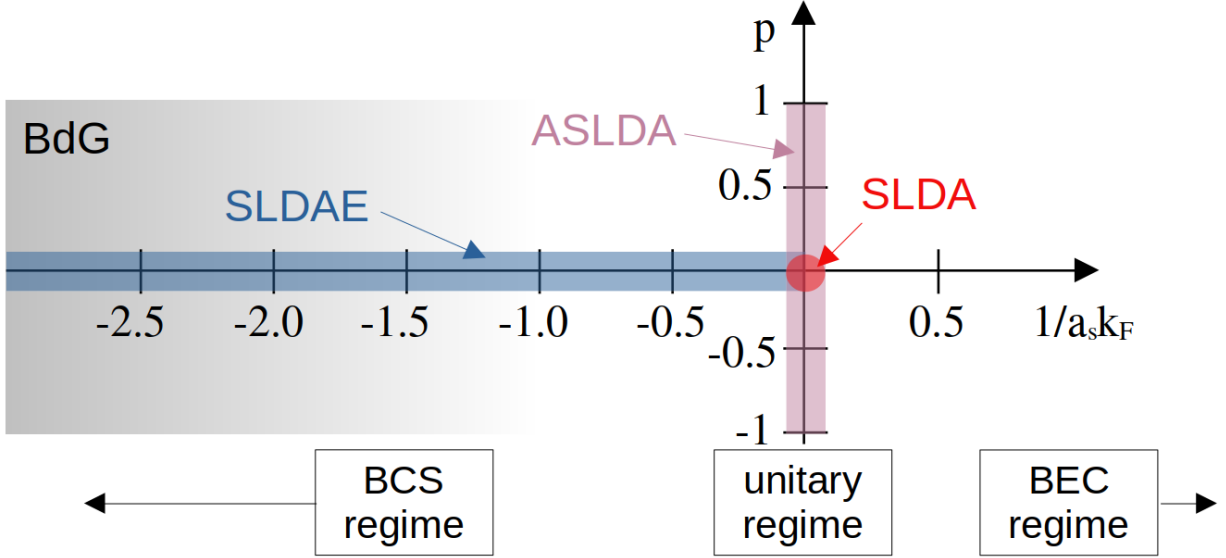 p
1
BdG
ASLDA
0.5
SLDAE
SLDA
-2.5 -2.0 -1.5 -1.0 -0.5 0.5 1/aₛk_F
-0.5
-1
BCS
regime
unitary
regime
BEC
regime